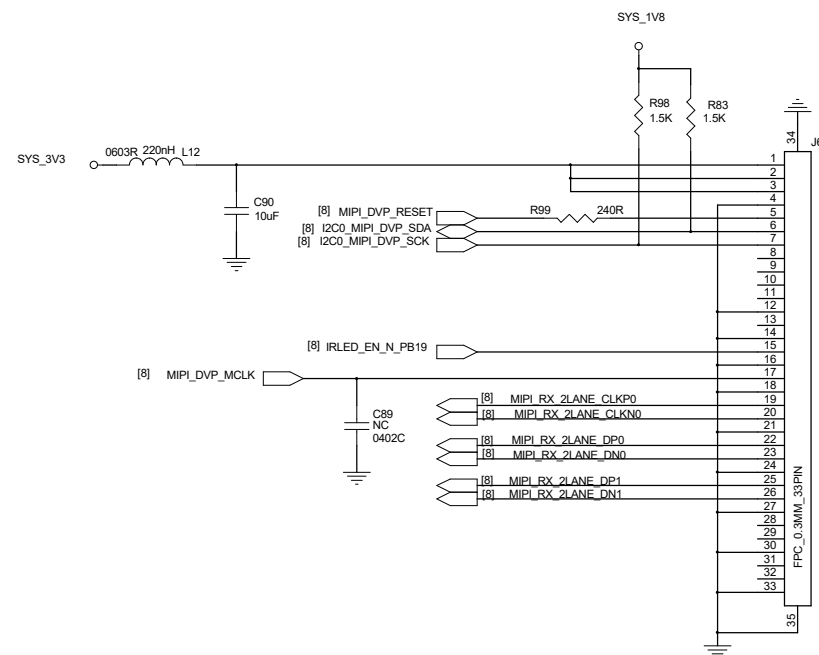 SYS_1V8
R98
1.5K
R83
1.5K
34
SYS_3V3
0603R 220nH L12
C90
10uF
[8] MIPI_DVP_RESET
R99 240R
[8] I2C0_MIPI_DVP_SDA
[8] I2C0_MIPI_DVP_SCK
[8] IRLED_EN_N_PB19
[8] MIPI_DVP_MCLK
C89
NC
0402C
[8] MIPI_RX_2LANE_CLKP0
[8] MIPI_RX_2LANE_CLKN0
[8] MIPI_RX_2LANE_DP0
[8] MIPI_RX_2LANE_DN0
[8] MIPI_RX_2LANE_DP1
[8] MIPI_RX_2LANE_DN1
1
2
3
4
5
6
7
8
9
10
11
12
13
14
15
16
17
18
19
20
21
22
23
24
25
26
27
28
29
30
31
32
33
FPC_0.3MM_33PIN
35